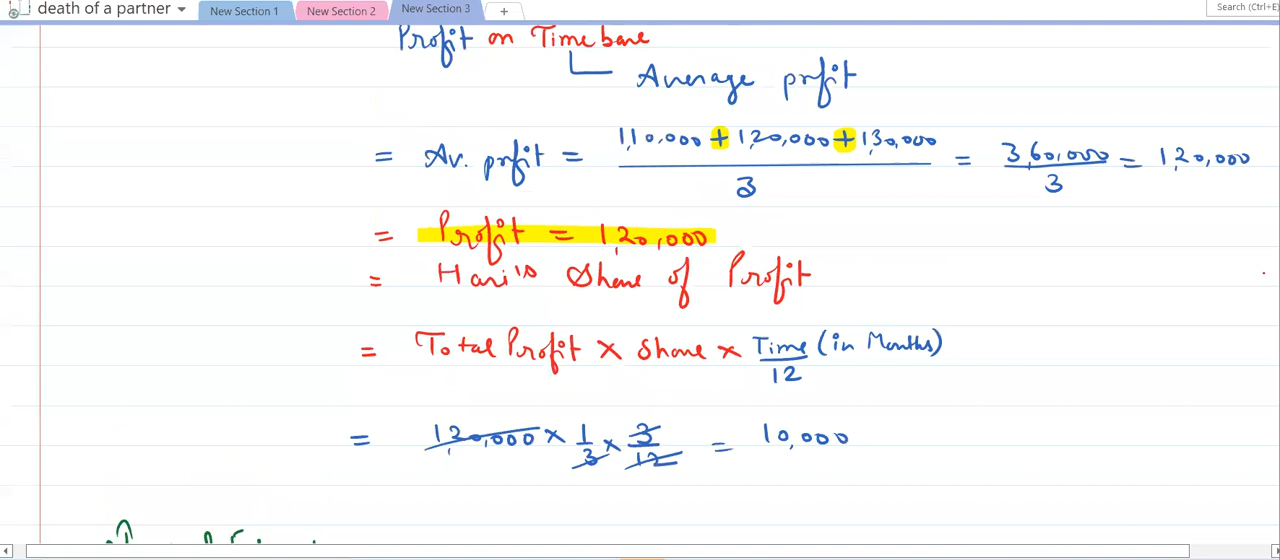 death of a partner New Section 1 New Section 2 New Section 3 + Search (Ctrl+E)
Profit on Time base
Average profit
= Av. profit = 1,10,000 + 1,20,000 + 1,30,000 / 3 = 3,60,000 / 3 = 1,20,000
= Profit = 1,20,000
= Hari's Share of Profit
= Total Profit × Share × Time / 12 (in Months)
= 1,20,000 × 1/3 × 3/12 = 10,000